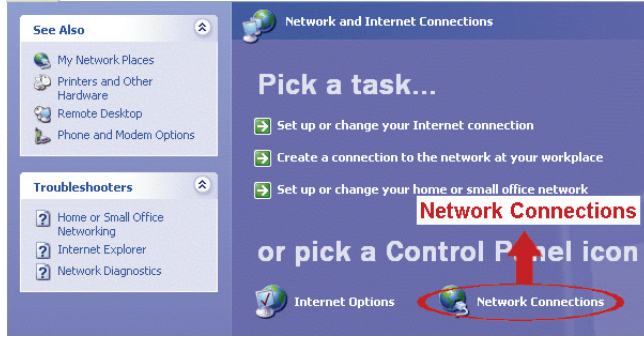 See Also
My Network Places
Printers and Other
Hardware
Remote Desktop
Phone and Modem Options
Troubleshooters
Home or Small Office
Networking
Internet Explorer
Network Diagnostics
Network and Internet Connections
Pick a task...
Set up or change your Internet connection
Create a connection to the network at your workplace
Set up or change your home or small office network
Network Connections
or pick a Control Panel icon
Internet Options
Network Connections